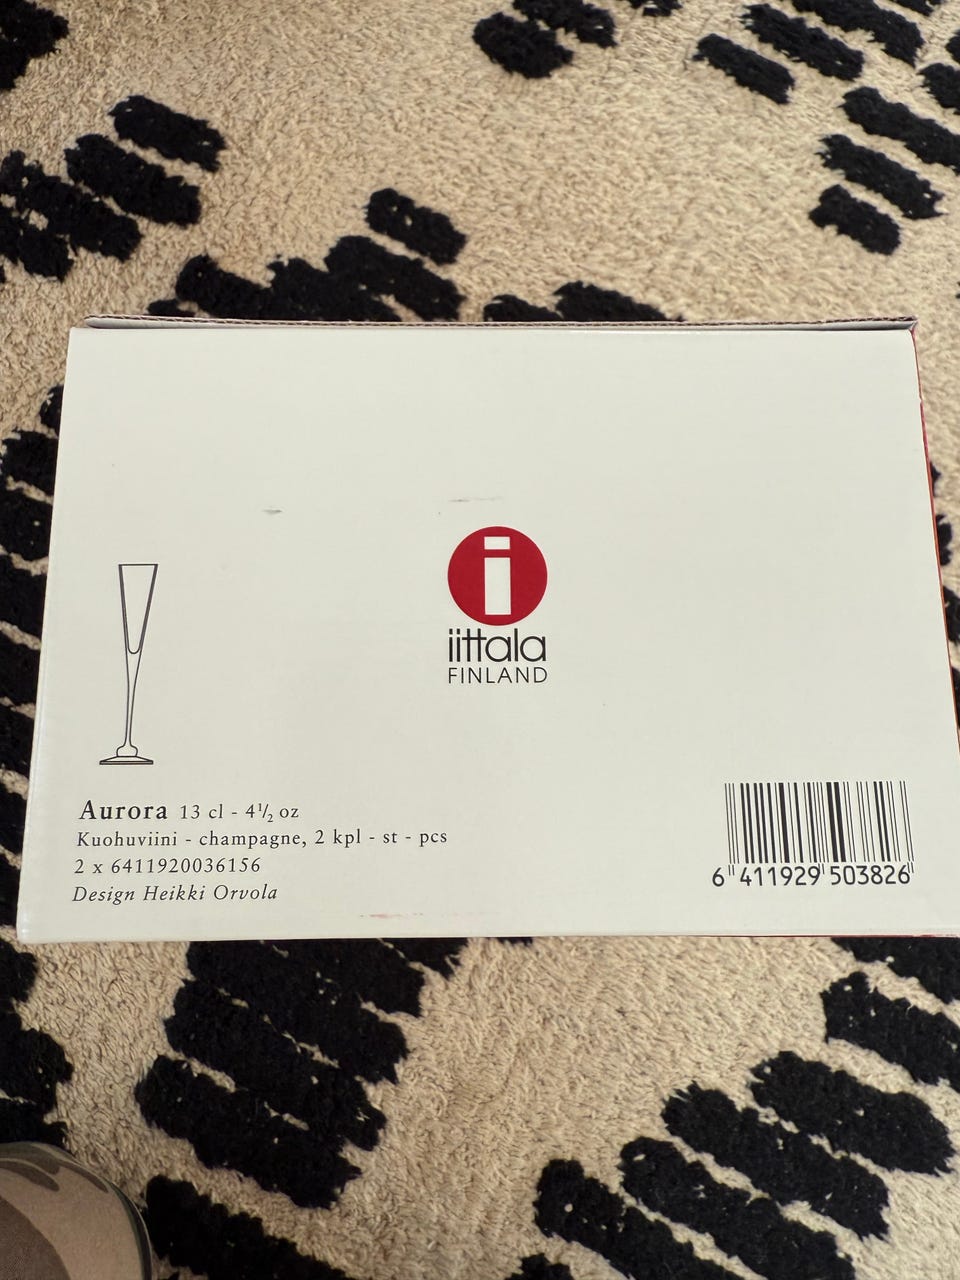 i
iittala
FINLAND
Aurora 13 cl - 4½ oz
Kuohuviini - champagne, 2 kpl - st - pcs
2 x 6411920036156
Design Heikki Orvola
6 411929 503826